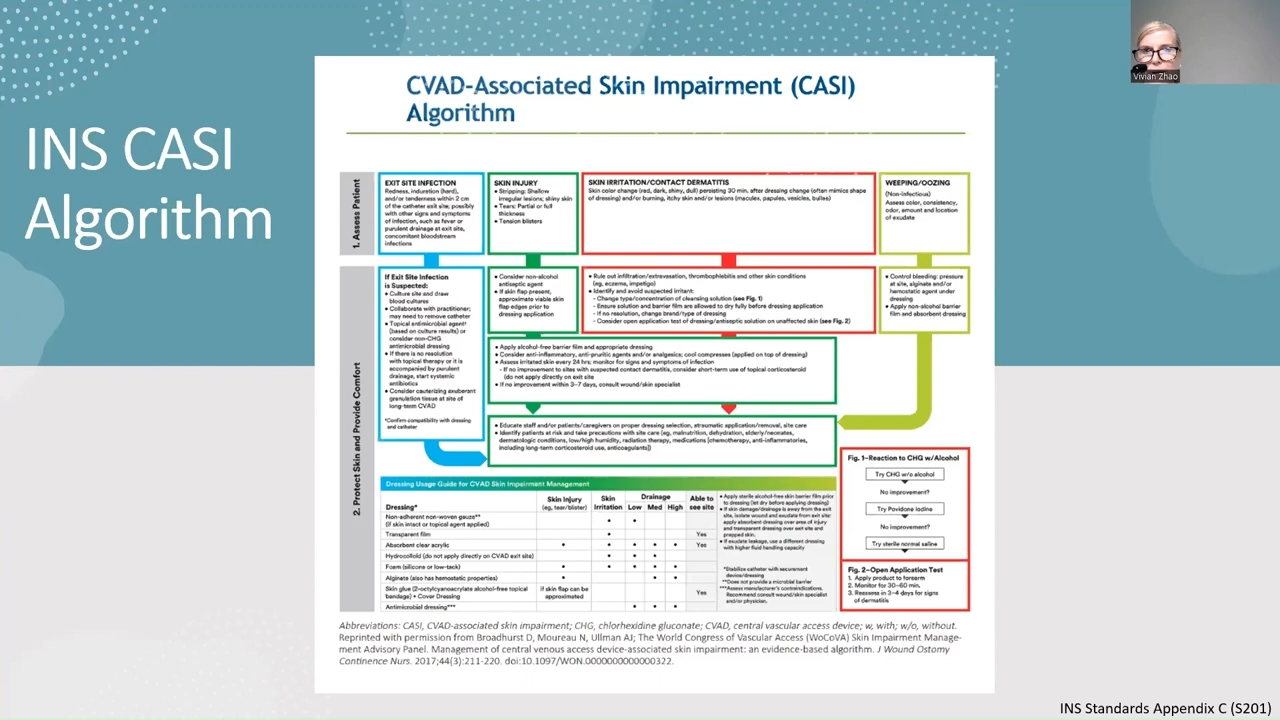 INS CASI
Algorithm
CVAD-Associated Skin Impairment (CASI)
Algorithm
1. Assess Patient
EXIT SITE INFECTION
Redness, induration (hard),
and/or tenderness within 2 cm
of the catheter exit site; possibly
with other signs and symptoms
of infection, such as fever or
purulent drainage at exit site,
concomitant bloodstream
infections
SKIN INJURY
• Stripping: Shallow
irregular lesions; shiny skin
• Tears: Partial or full
thickness
• Tension blisters
SKIN IRRITATION/CONTACT DERMATITIS
Skin color change (red, dark, shiny, dull) persisting 30 min. after dressing change (often mimics shape
of dressing) and/or burning, itchy skin and/or lesions (macules, papules, vesicles, bullae)
WEEPING/OOZING
(Non-infectious)
Assess color, consistency,
odor, amount and location
of exudate
2. Protect Skin and Provide Comfort
If Exit Site Infection
is Suspected:
• Culture site and draw
blood cultures
• Collaborate with practitioner;
may need to remove catheter
• Topical antimicrobial agent†
(based on culture results) or
consider non-CHG
antimicrobial dressing
• If there is no resolution
with topical therapy or it is
accompanied by purulent
drainage, start systemic
antibiotics
• Consider cauterizing exuberant
granulation tissue at site of
long-term CVAD
†Confirm compatibility with dressing
and catheter
• Consider non-alcohol
antiseptic agent
• If skin flap present,
approximate viable skin
flap edges prior to
dressing application
• Rule out infiltration/extravasation, thrombophlebitis and other skin conditions
(eg, eczema, impetigo)
• Identify and avoid suspected irritant:
- Change type/concentration of cleansing solution (see Fig. 1)
- Ensure solution and barrier film are allowed to dry fully before dressing application
- If no resolution, change brand/type of dressing
- Consider open application test of dressing/antiseptic solution on unaffected skin (see Fig. 2)
• Control bleeding: pressure
at site, alginate and/or
hemostatic agent under
dressing
• Apply non-alcohol barrier
film and absorbent dressing
• Apply alcohol-free barrier film and appropriate dressing
• Consider anti-inflammatory, anti-pruritic agents and/or analgesics; cool compresses (applied on top of dressing)
• Assess irritated skin every 24 hrs; monitor for signs and symptoms of infection
- If no improvement to sites with suspected contact dermatitis, consider short-term use of topical corticosteroid
(do not apply directly on exit site
• If no improvement within 3–7 days, consult wound/skin specialist
• Educate staff and/or patients/caregivers on proper dressing selection, atraumatic application/removal, site care
• Identify patients at risk and take precautions with site care (eg, malnutrition, dehydration, elderly/neonates,
dermatologic conditions, low/high humidity, radiation therapy, medications [chemotherapy, anti-inflammatories,
including long-term corticosteroid use, anticoagulants])
Dressing Usage Guide for CVAD Skin Impairment Management
Dressing* Skin Injury (eg, tear/blister) Skin Irritation Drainage Low Med High Able to see site
Non-adherent non-woven gauze**
(if skin intact or topical agent applied) • •
Transparent film • Yes
Absorbent clear acrylic • • • • • Yes
Hydrocolloid (do not apply directly on CVAD exit site) • • •
Foam (silicone or low-tack) • • • • •
Alginate (also has hemostatic properties) • • •
Skin glue (2-octylcyanoacrylate alcohol-free topical
bandage) + Cover Dressing if skin flap can be approximated Yes
Antimicrobial dressing*** • • •
• Apply sterile alcohol-free skin barrier film prior
to dressing (let dry before applying dressing)
• If skin damage/drainage is away from the exit
site, isolate wound and exudate from exit site:
apply absorbent dressing over area of injury
and transparent dressing over exit site and
prepped skin.
• If exudate leakage, use a different dressing
with higher fluid handling capacity
*Stabilize catheter with securement
device/dressing
**Does not provide a microbial barrier
***Assess manufacturer's contraindications.
Recommend consult wound/skin specialist
and/or physician.
Fig. 1–Reaction to CHG w/Alcohol
Try CHG w/o alcohol
No improvement?
Try Povidone Iodine
No improvement?
Try sterile normal saline
Fig. 2–Open Application Test
1. Apply product to forearm
2. Monitor for 30–60 min.
3. Reassess in 3–4 days for signs
of dermatitis
Abbreviations: CASI, CVAD-associated skin impairment; CHG, chlorhexidine gluconate; CVAD, central vascular access device; w, with; w/o, without.
Reprinted with permission from Broadhurst D, Moureau N, Ullman AJ; The World Congress of Vascular Access (WoCoVA) Skin Impairment Manage-
ment Advisory Panel. Management of central venous access device-associated skin impairment: an evidence-based algorithm. J Wound Ostomy
Continence Nurs. 2017;44(3):211-220. doi:10.1097/WON.0000000000000322.
INS Standards Appendix C (S201)
Vivian Zhao